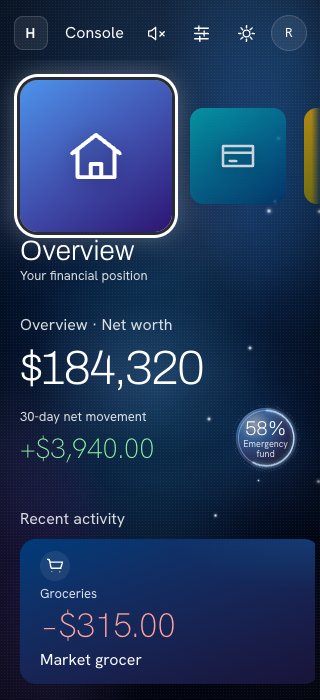 H Console R
Overview
Your financial position
Overview · Net worth
$184,320
30-day net movement
+$3,940.00
58%
Emergency
fund
Recent activity
Groceries
−$315.00
Market grocer